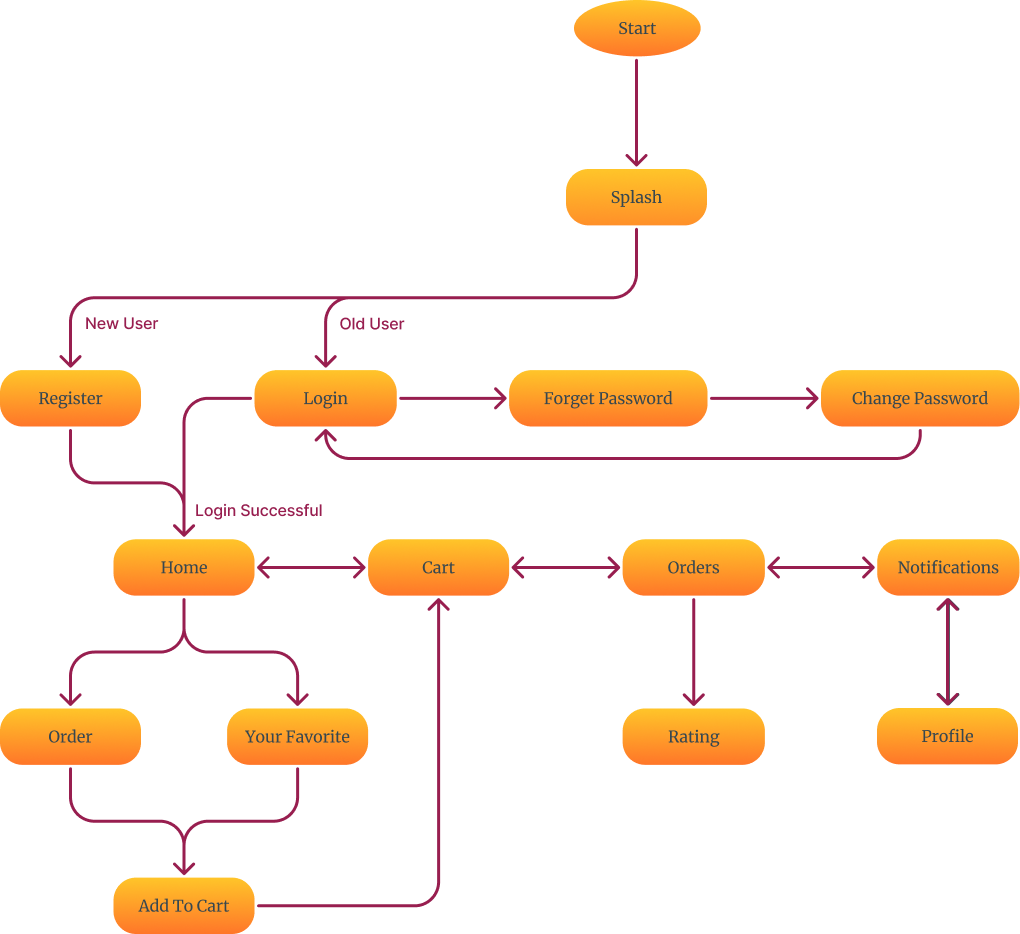 Start
Splash
New User
Old User
Register
Login
Forget Password
Change Password
Login Successful
Home
Cart
Orders
Notifications
Order
Your Favorite
Rating
Profile
Add To Cart